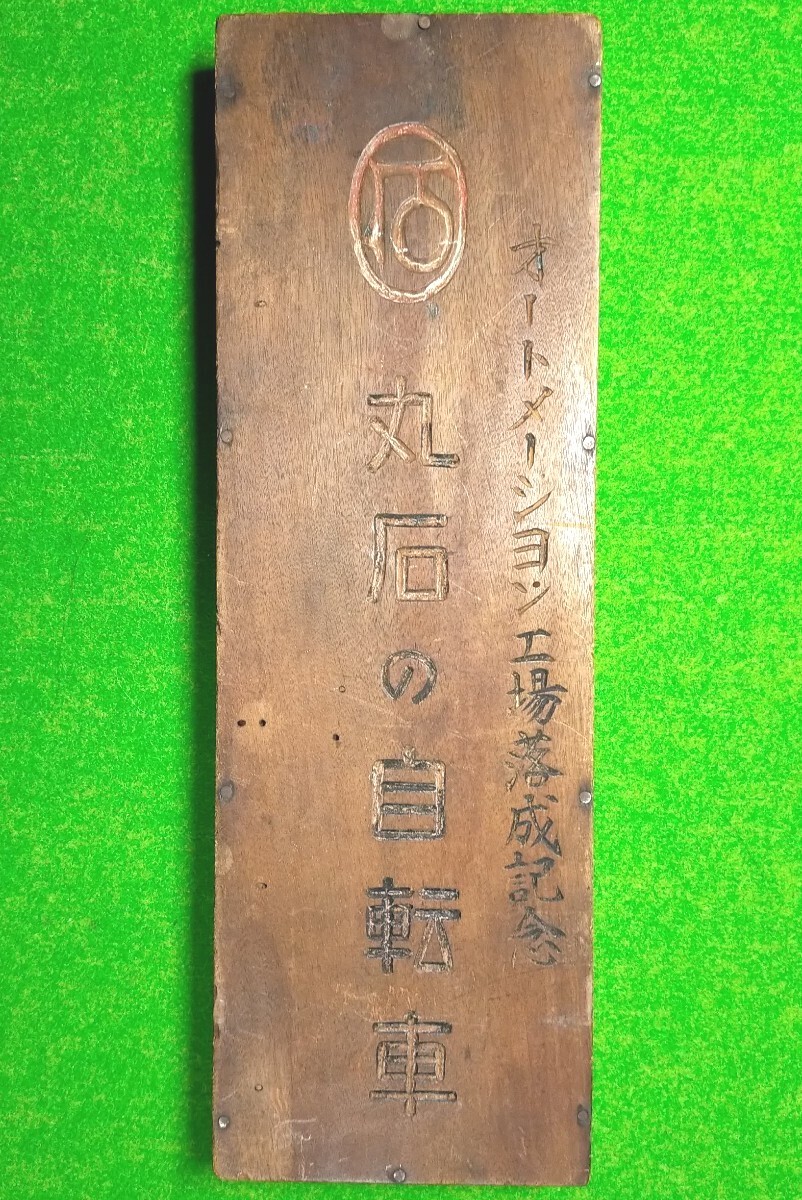 オートメーシヨン工場落成記念
石
丸石の自転車